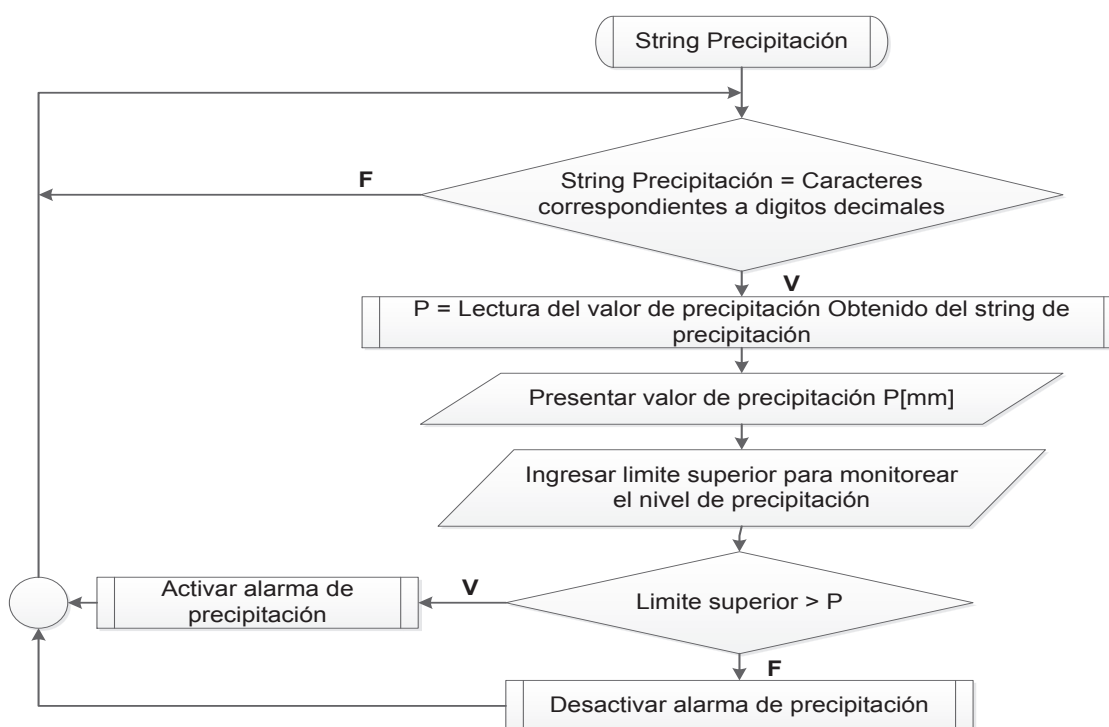 String Precipitación
F
String Precipitación = Caracteres
correspondientes a digitos decimales
V
P = Lectura del valor de precipitación Obtenido del string de
precipitación
Presentar valor de precipitación P[mm]
Ingresar limite superior para monitorear
el nivel de precipitación
Activar alarma de
precipitación
V
Limite superior > P
F
Desactivar alarma de precipitación